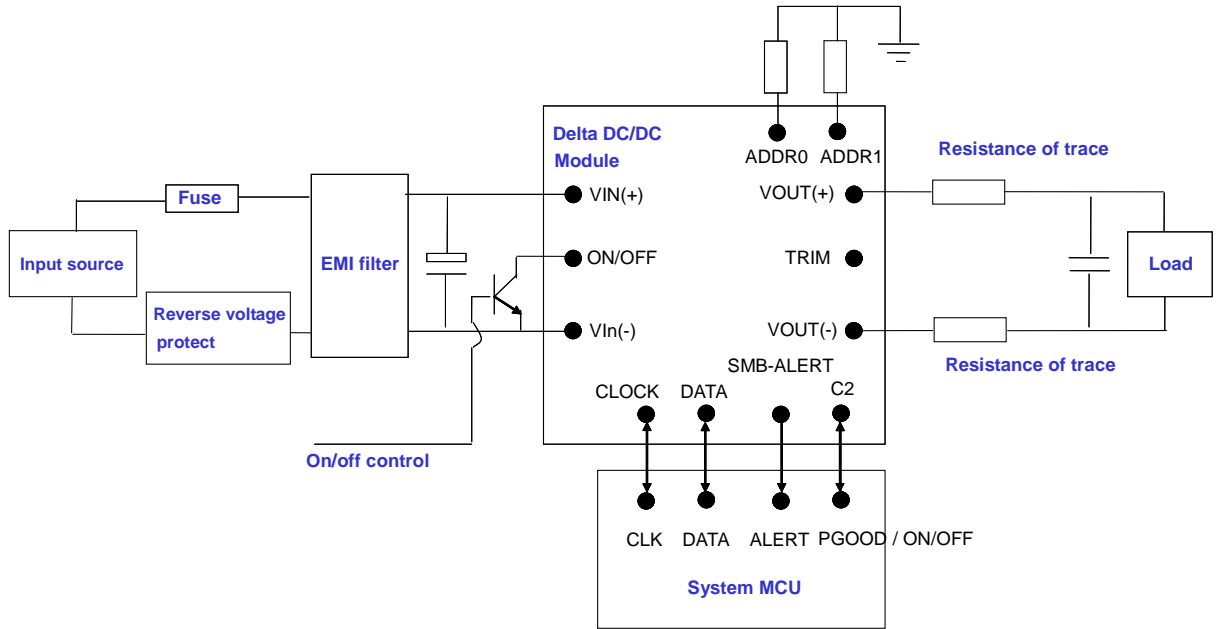 Delta DC/DC
Module
ADDR0 ADDR1
Resistance of trace
Fuse
VIN(+)
VOUT(+)
Input source
EMI filter
ON/OFF
TRIM
Load
Reverse voltage
protect
VIn(-)
VOUT(-)
Resistance of trace
SMB-ALERT
CLOCK DATA C2
On/off control
CLK DATA ALERT PGOOD / ON/OFF
System MCU